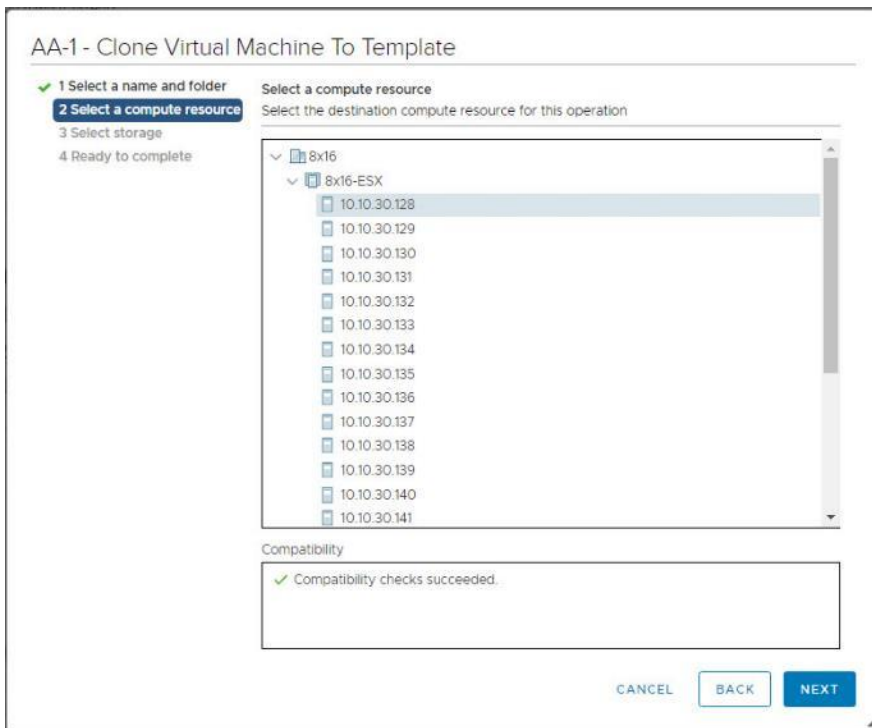 AA-1 - Clone Virtual Machine To Template
1 Select a name and folder
2 Select a compute resource
3 Select storage
4 Ready to complete
Select a compute resource
Select the destination compute resource for this operation
8x16
8x16-ESX
10.10.30.128
10.10.30.129
10.10.30.130
10.10.30.131
10.10.30.132
10.10.30.133
10.10.30.134
10.10.30.135
10.10.30.136
10.10.30.137
10.10.30.138
10.10.30.139
10.10.30.140
10.10.30.141
Compatibility
Compatibility checks succeeded.
CANCEL BACK NEXT